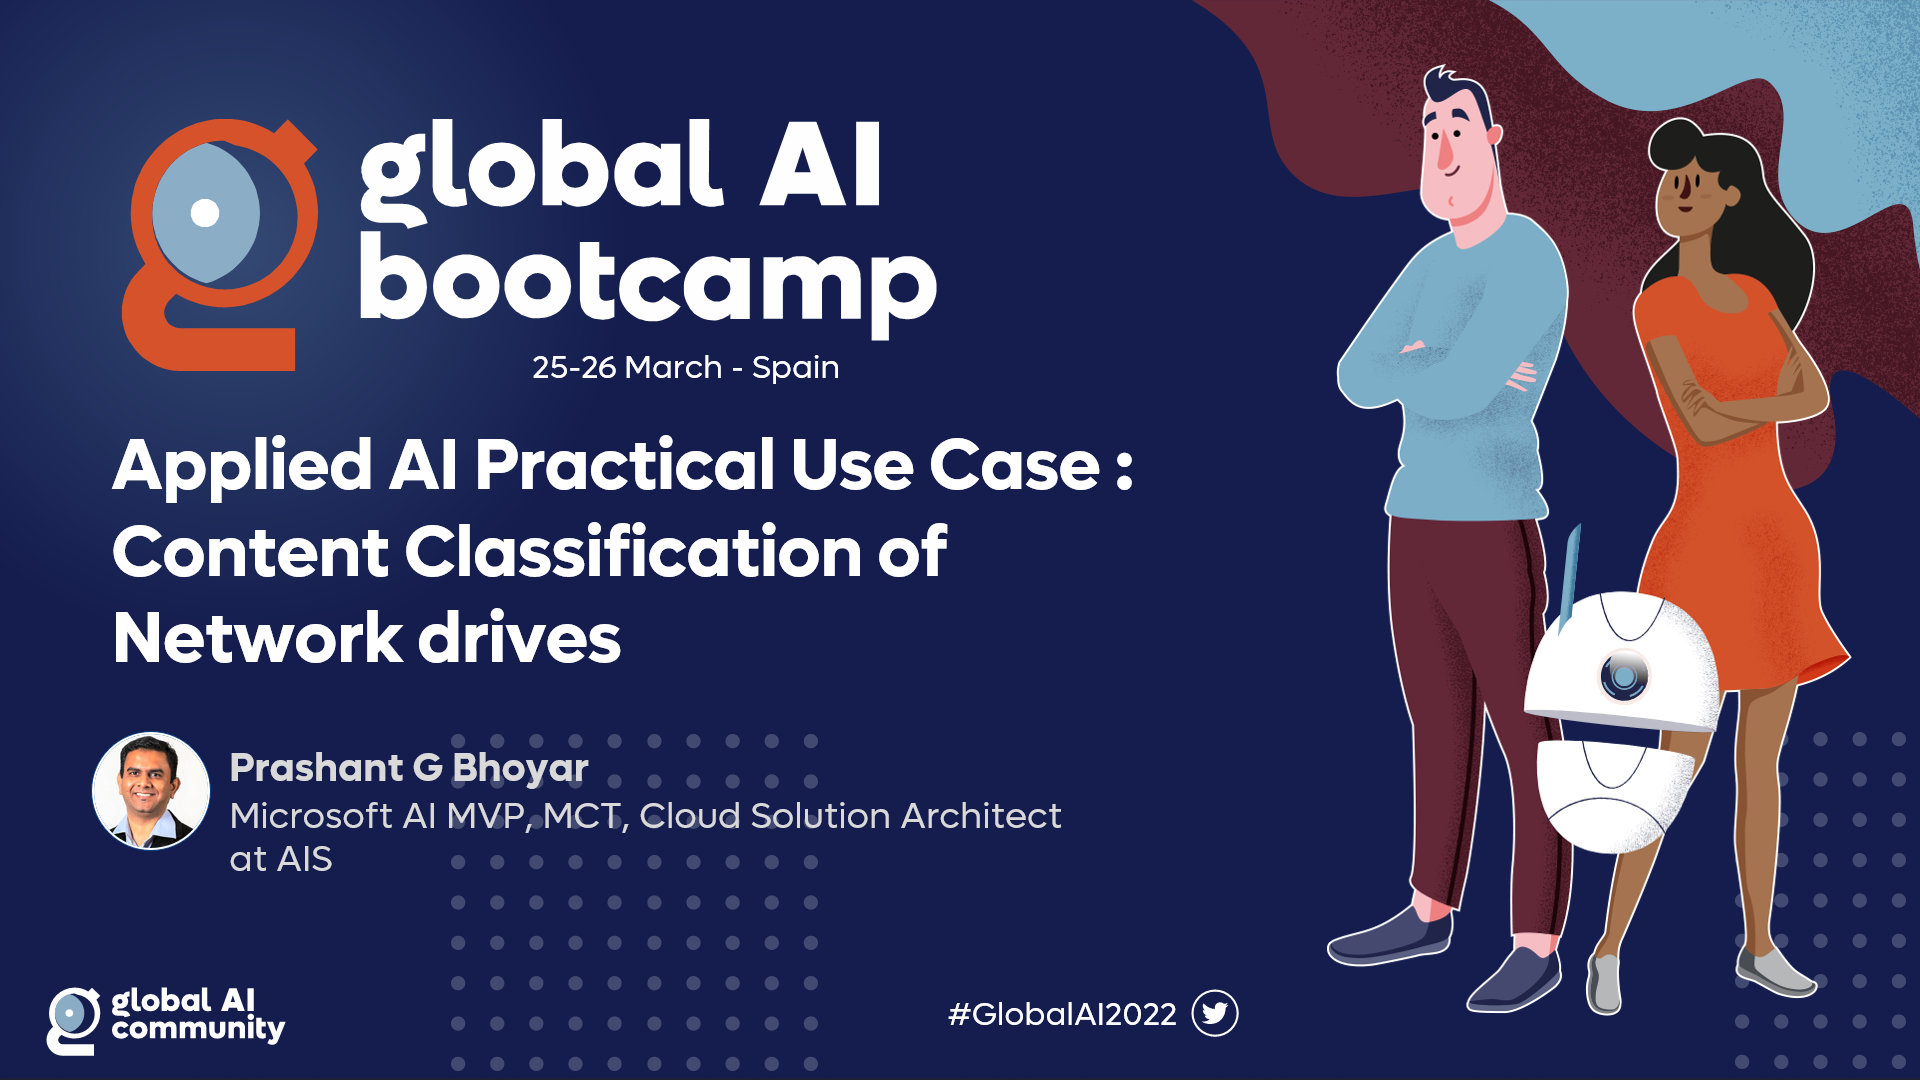 global AI
bootcamp
25-26 March - Spain
Applied AI Practical Use Case :
Content Classification of
Network drives
Prashant G Bhoyar
Microsoft AI MVP, MCT, Cloud Solution Architect
at AIS
global AI
community
#GlobalAI2022